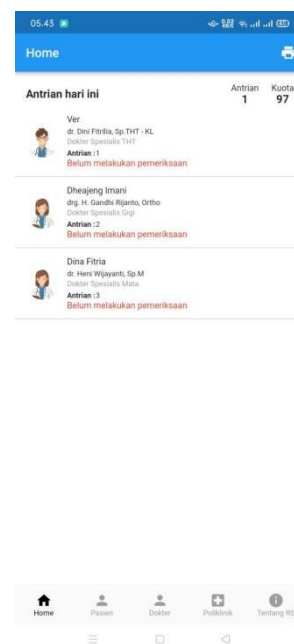 05.43
Home
Antrian hari ini
Antrian
1
Kuota
97
Ver
dr. Dini Fitrilia, Sp.THT - KL
Dokter Spesialis THT
Antrian :1
Belum melakukan pemeriksaan
Dheajeng Imani
drg. H. Gandhi Rijanto, Ortho
Dokter Spesialis Gigi
Antrian :2
Belum melakukan pemeriksaan
Dina Fitria
dr. Heni Wijayanti, Sp.M
Dokter Spesialis Mata
Antrian :3
Belum melakukan pemeriksaan
Home
Pasien
Dokter
Poliklinik
Tentang RS